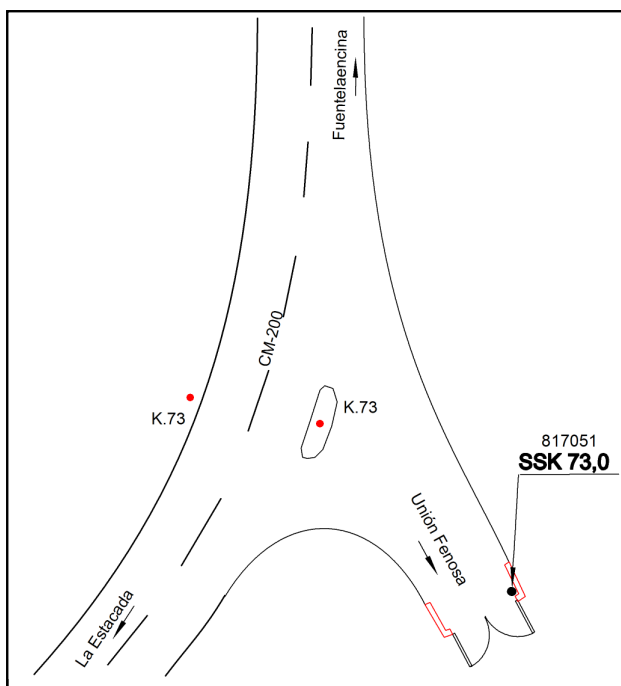 Fuentelaencina
CM-200
K.73
K.73
817051
SSK 73,0
Unión Fenosa
La Estacada